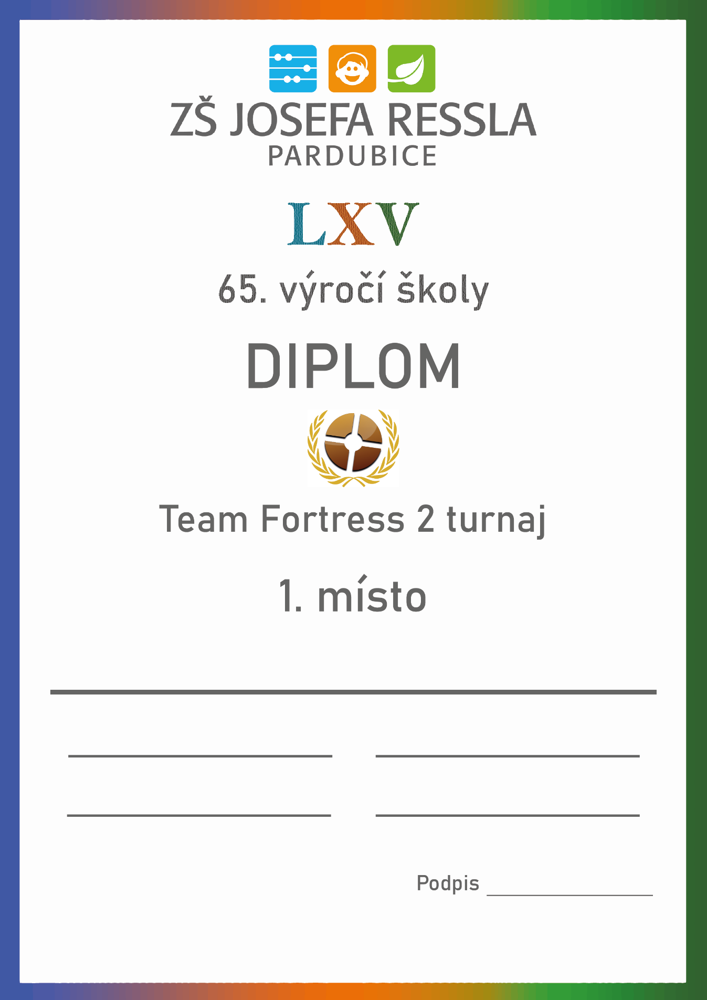 ZŠ JOSEFA RESSLA
PARDUBICE
LXV
65. výročí školy
DIPLOM
Team Fortress 2 turnaj
1. místo
Podpis